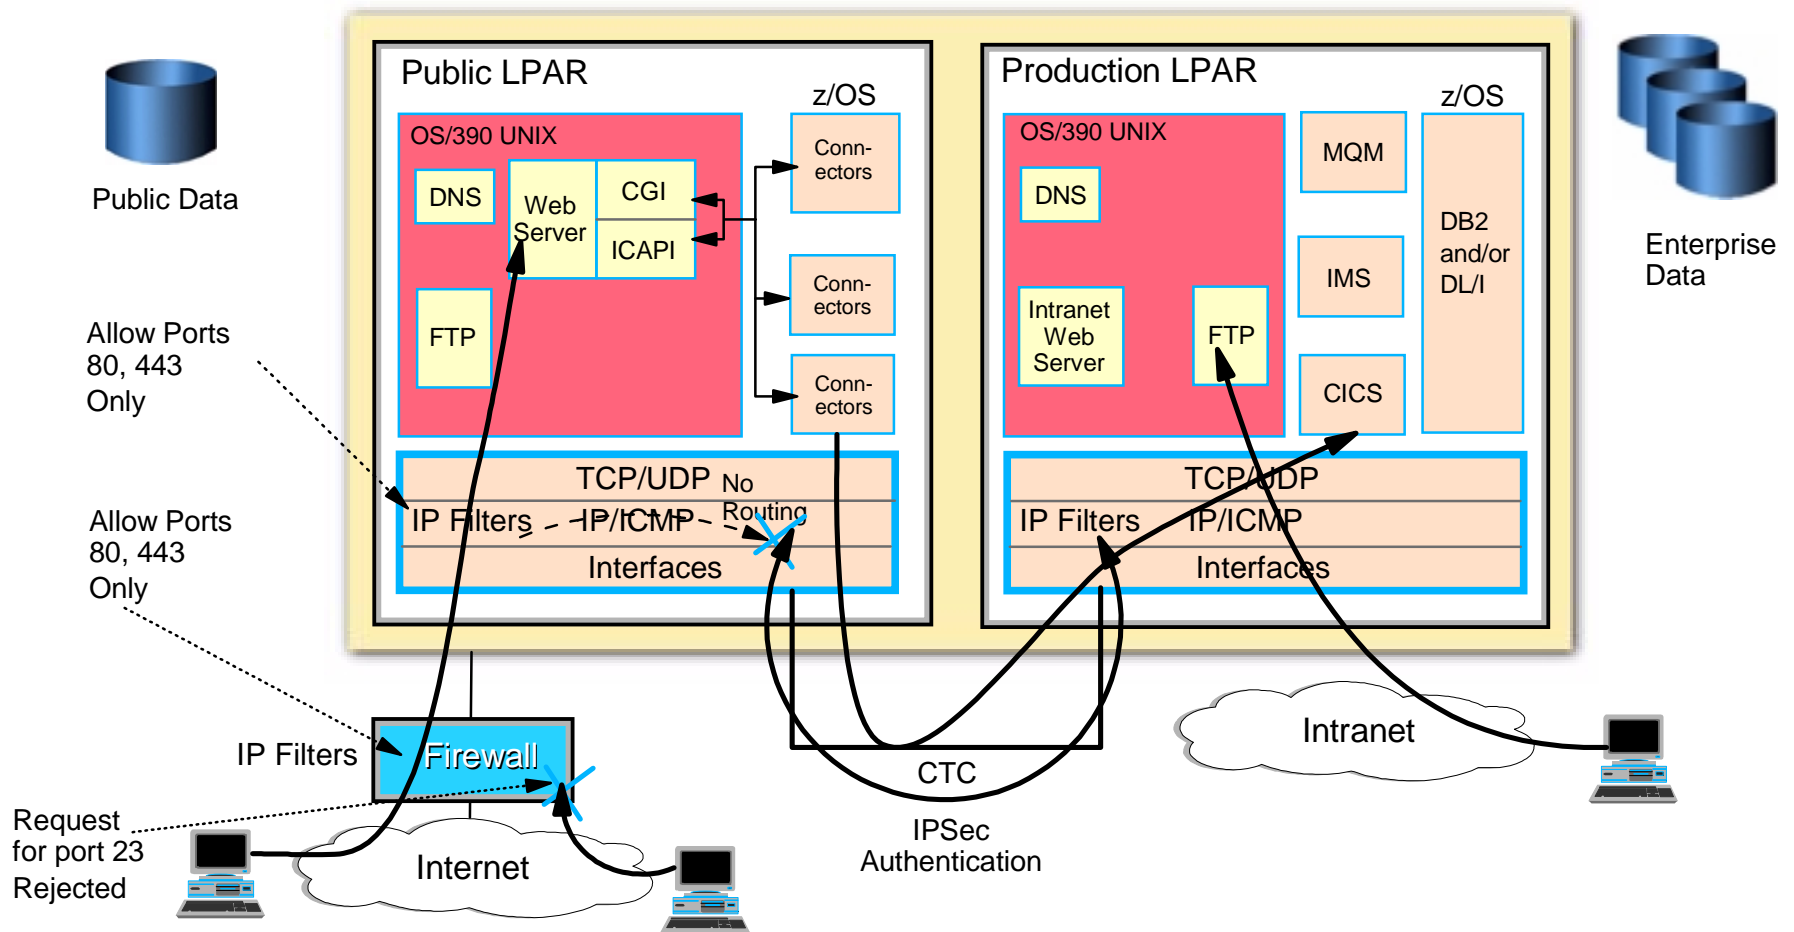 Public LPAR
Production LPAR
z/OS
z/OS
Public Data
OS/390 UNIX
DNS
Web
Server
CGI
ICAPI
FTP
Conn-
ectors
Conn-
ectors
Conn-
ectors
OS/390 UNIX
DNS
Intranet
Web
Server
FTP
MQM
IMS
CICS
DB2
and/or
DL/I
Enterprise
Data
Allow Ports
80, 443
Only
TCP/UDP
No
Routing
IP Filters
IP/ICMP
Interfaces
TCP/UDP
IP Filters
IP/ICMP
Interfaces
Allow Ports
80, 443
Only
IP Filters
Firewall
CTC
IPSec
Authentication
Intranet
Request
for port 23
Rejected
Internet